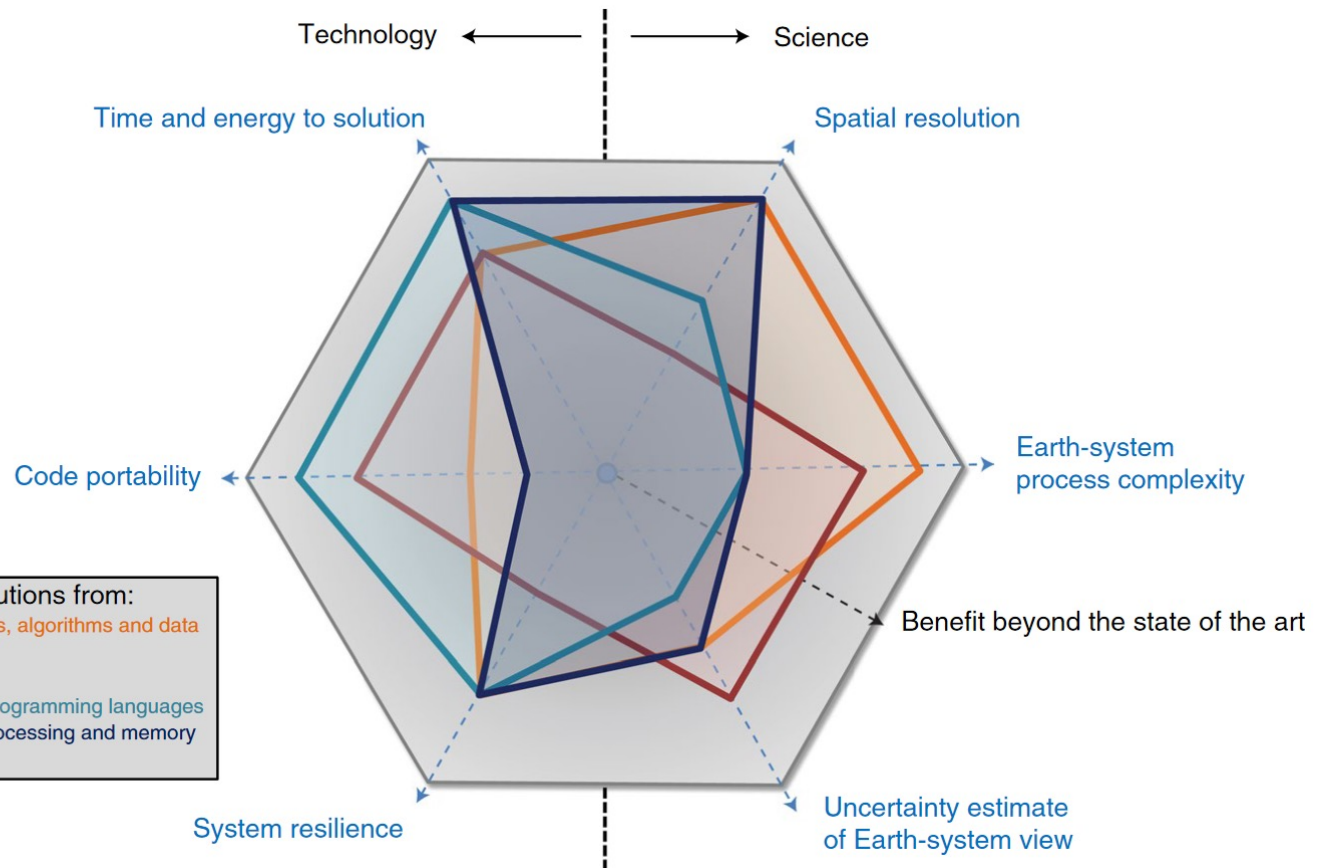 Technology
Science
Time and energy to solution
Spatial resolution
Code portability
Earth-system
process complexity
utions from:
s, algorithms and data
Benefit beyond the state of the art
ogramming languages
ocessing and memory
System resilience
Uncertainty estimate
of Earth-system view